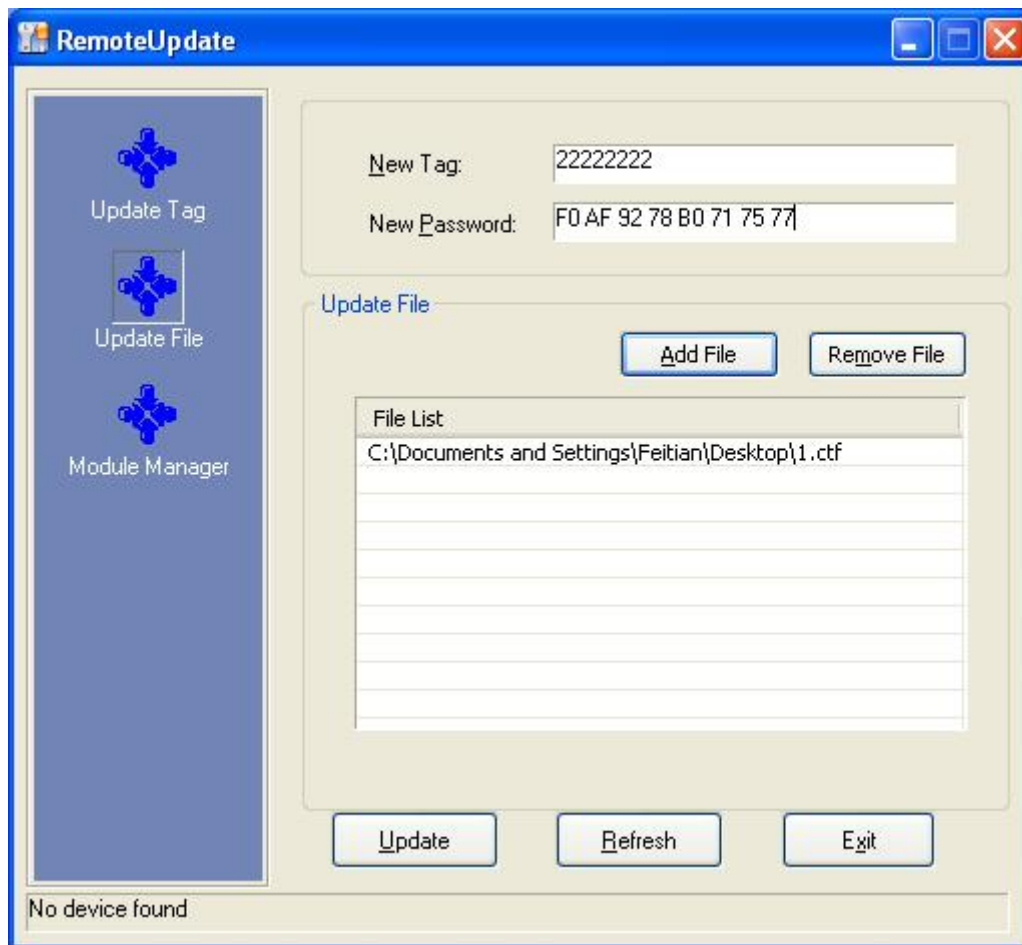 RemoteUpdate
Update Tag
Update File
Module Manager
New Tag: 22222222
New Password: F0 AF 92 78 B0 71 75 77
Update File
Add File Remove File
File List
C:\Documents and Settings\Feitian\Desktop\1.ctf
Update Refresh Exit
No device found